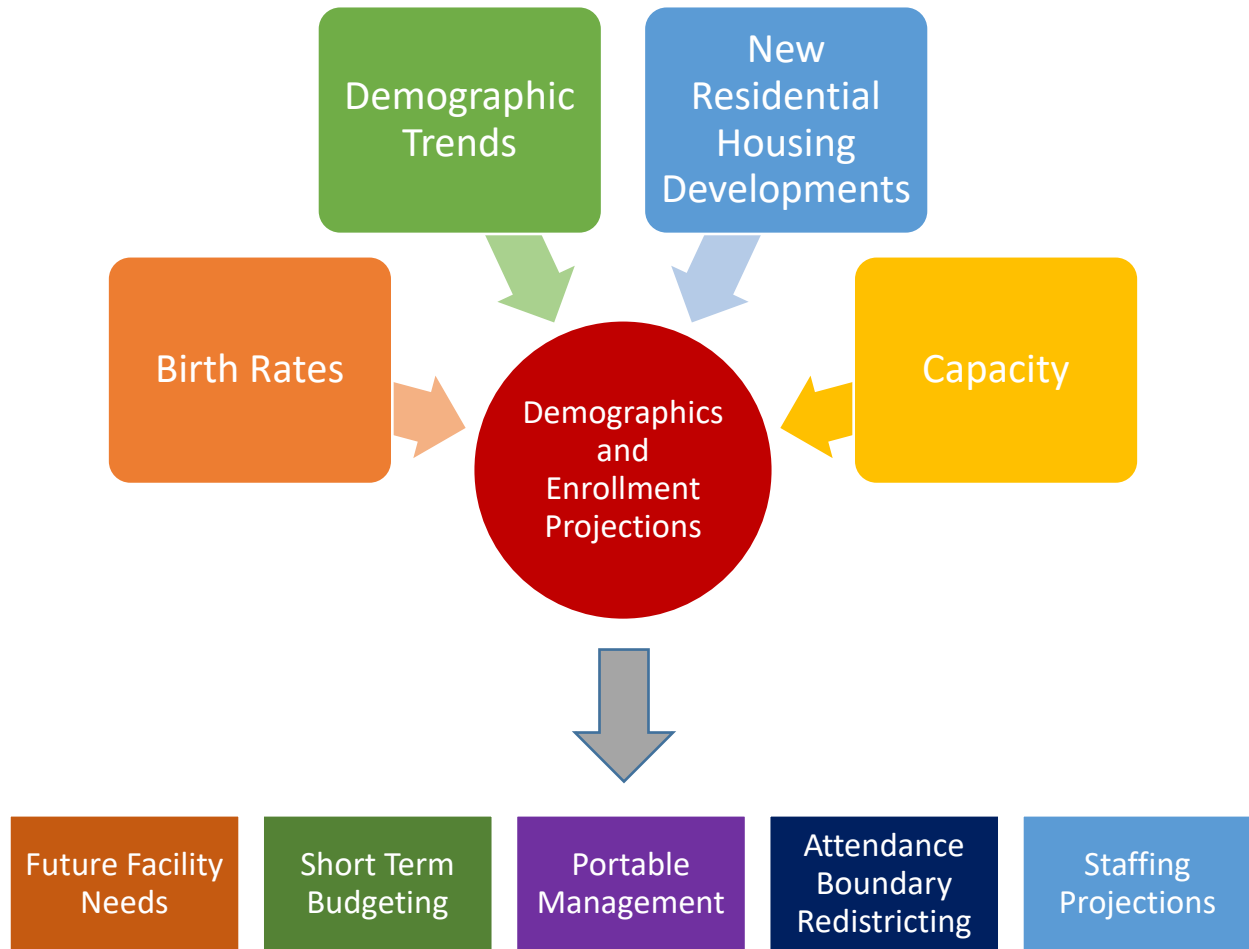 Demographic
Trends
New
Residential
Housing
Developments
Birth Rates
Capacity
Demographics
and
Enrollment
Projections
Future Facility
Needs
Short Term
Budgeting
Portable
Management
Attendance
Boundary
Redistricting
Staffing
Projections